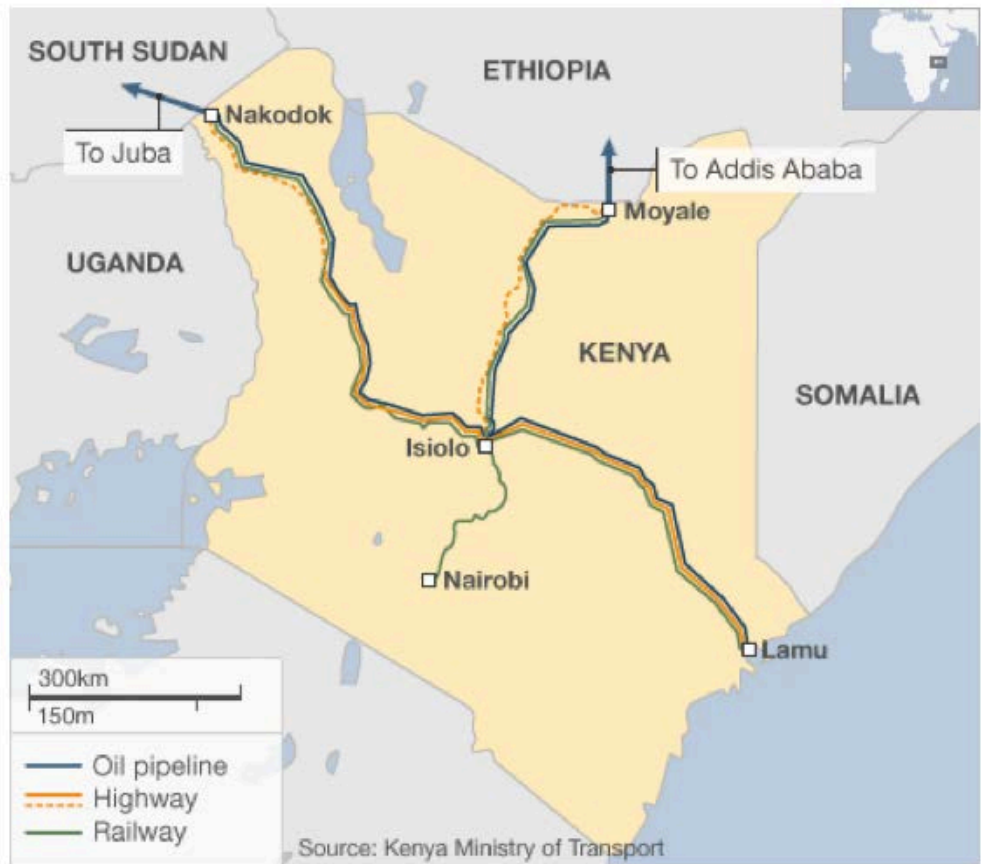 SOUTH SUDAN
ETHIOPIA
Nakodok
To Juba
To Addis Ababa
Moyale
UGANDA
KENYA
SOMALIA
Isiolo
Nairobi
Lamu
300km
150m
Oil pipeline
Highway
Railway
Source: Kenya Ministry of Transport